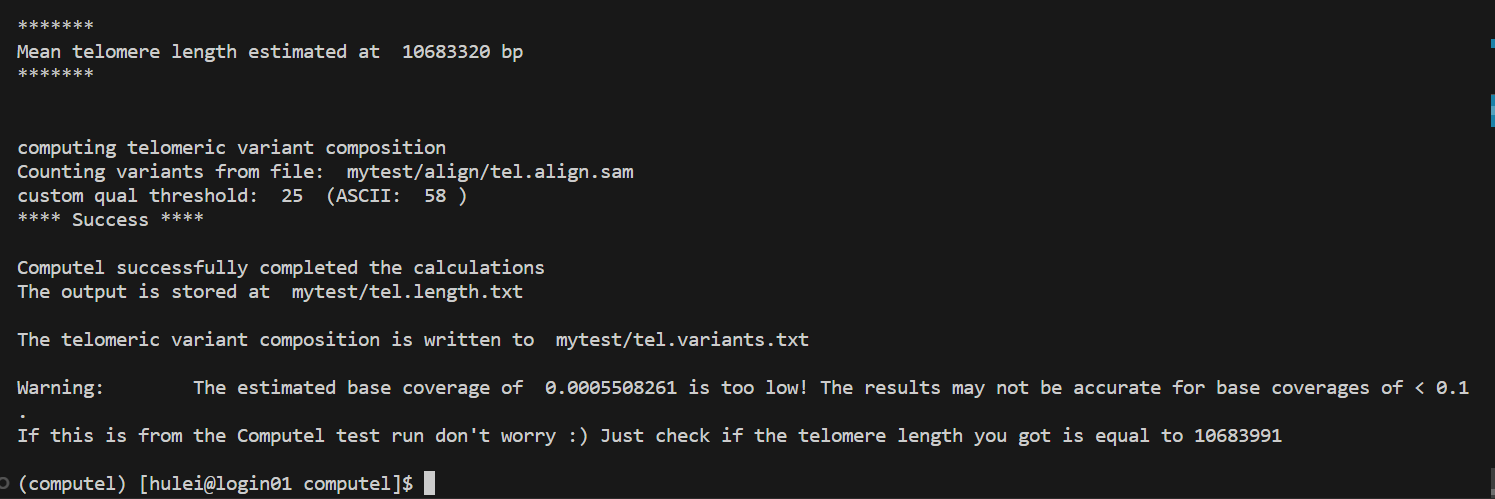 *******
Mean telomere length estimated at  10683320 bp
*******
computing telomeric variant composition
Counting variants from file:  mytest/align/tel.align.sam
custom qual threshold:  25  (ASCII:  58 )
**** Success ****
Computel successfully completed the calculations
The output is stored at  mytest/tel.length.txt
The telomeric variant composition is written to  mytest/tel.variants.txt
Warning:        The estimated base coverage of  0.0005508261 is too low! The results may not be accurate for base coverages of < 0.1
.
If this is from the Computel test run don't worry :) Just check if the telomere length you got is equal to 10683991
(computel) [hulei@login01 computel]$